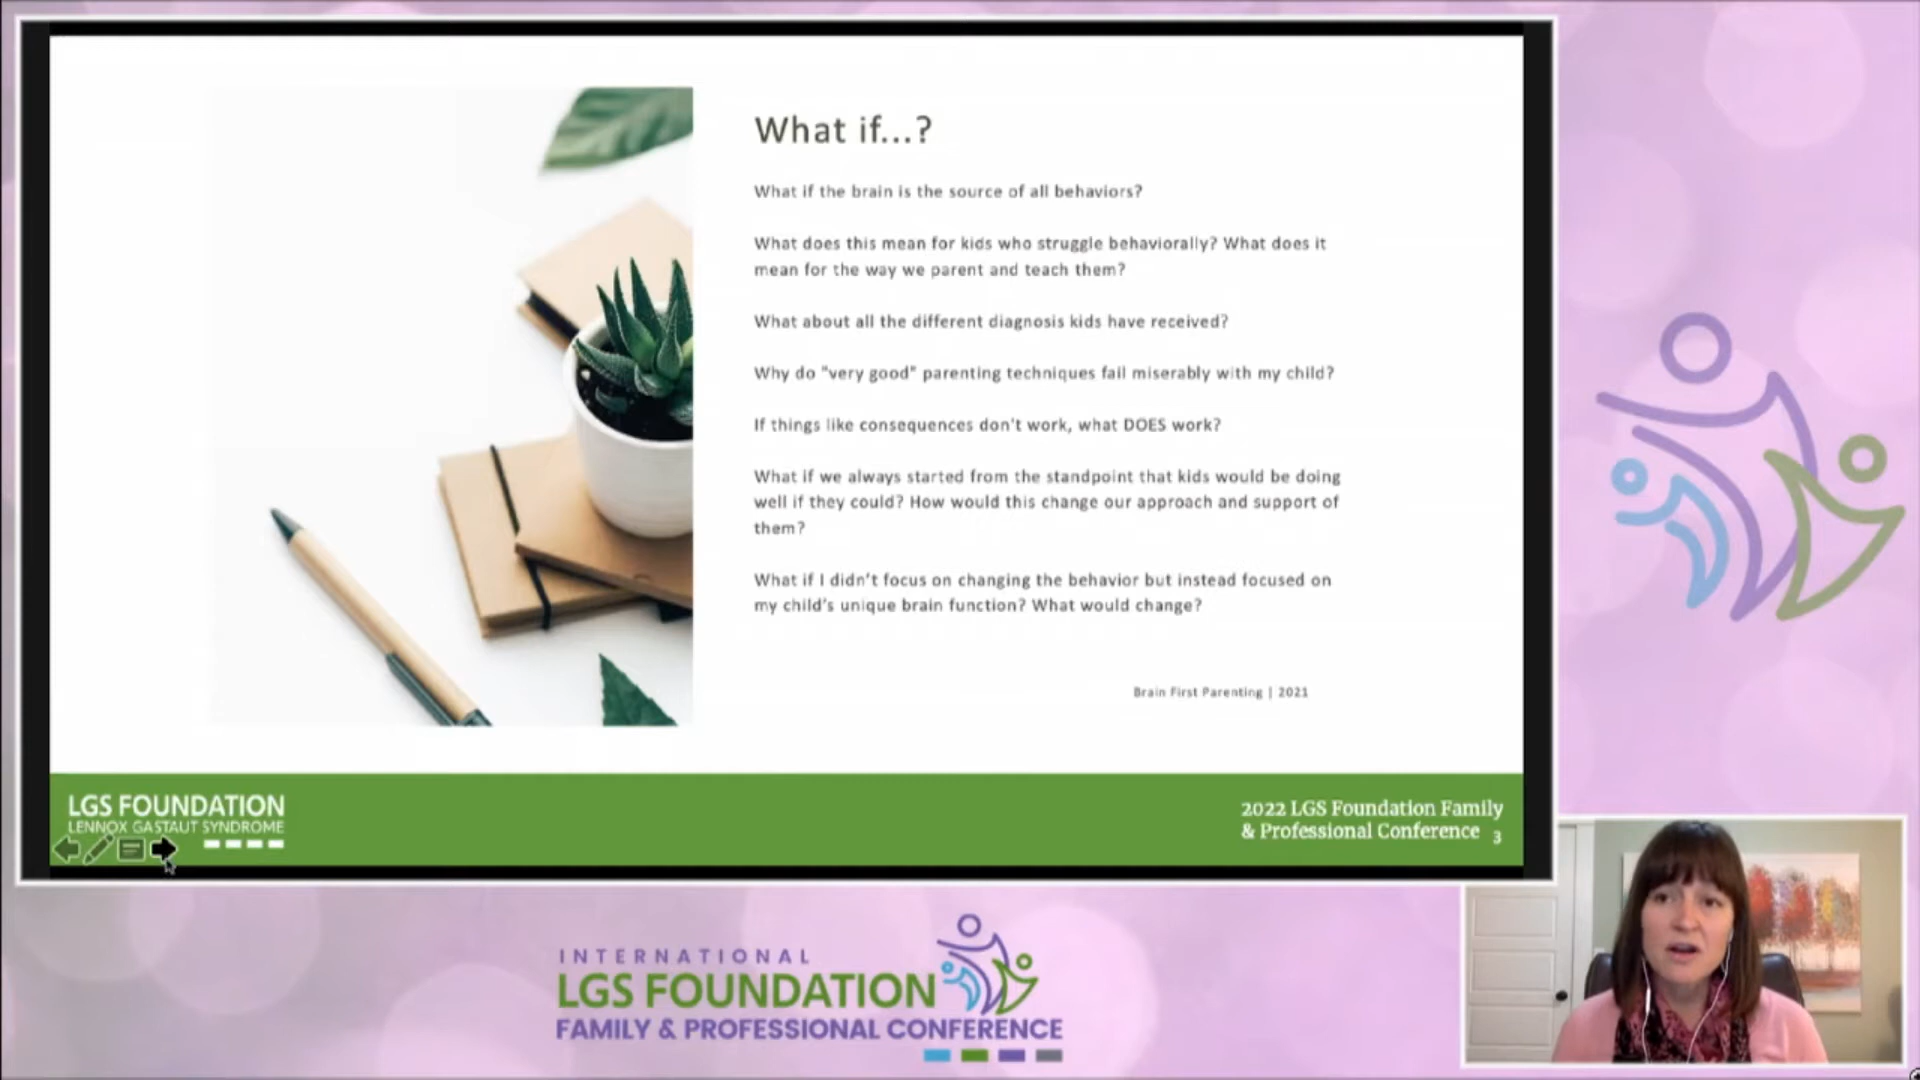 What if...?
What if the brain is the source of all behaviors?
What does this mean for kids who struggle behaviorally? What does it
mean for the way we parent and teach them?
What about all the different diagnosis kids have received?
Why do "very good" parenting techniques fail miserably with my child?
If things like consequences don't work, what DOES work?
What if we always started from the standpoint that kids would be doing
well if they could? How would this change our approach and support of
them?
What if I didn't focus on changing the behavior but instead focused on
my child's unique brain function? What would change?
Brain First Parenting | 2021
LGS FOUNDATION
LENNOX GASTAUT SYNDROME
2022 LGS Foundation Family
& Professional Conference 3
INTERNATIONAL
LGS FOUNDATION
FAMILY & PROFESSIONAL CONFERENCE